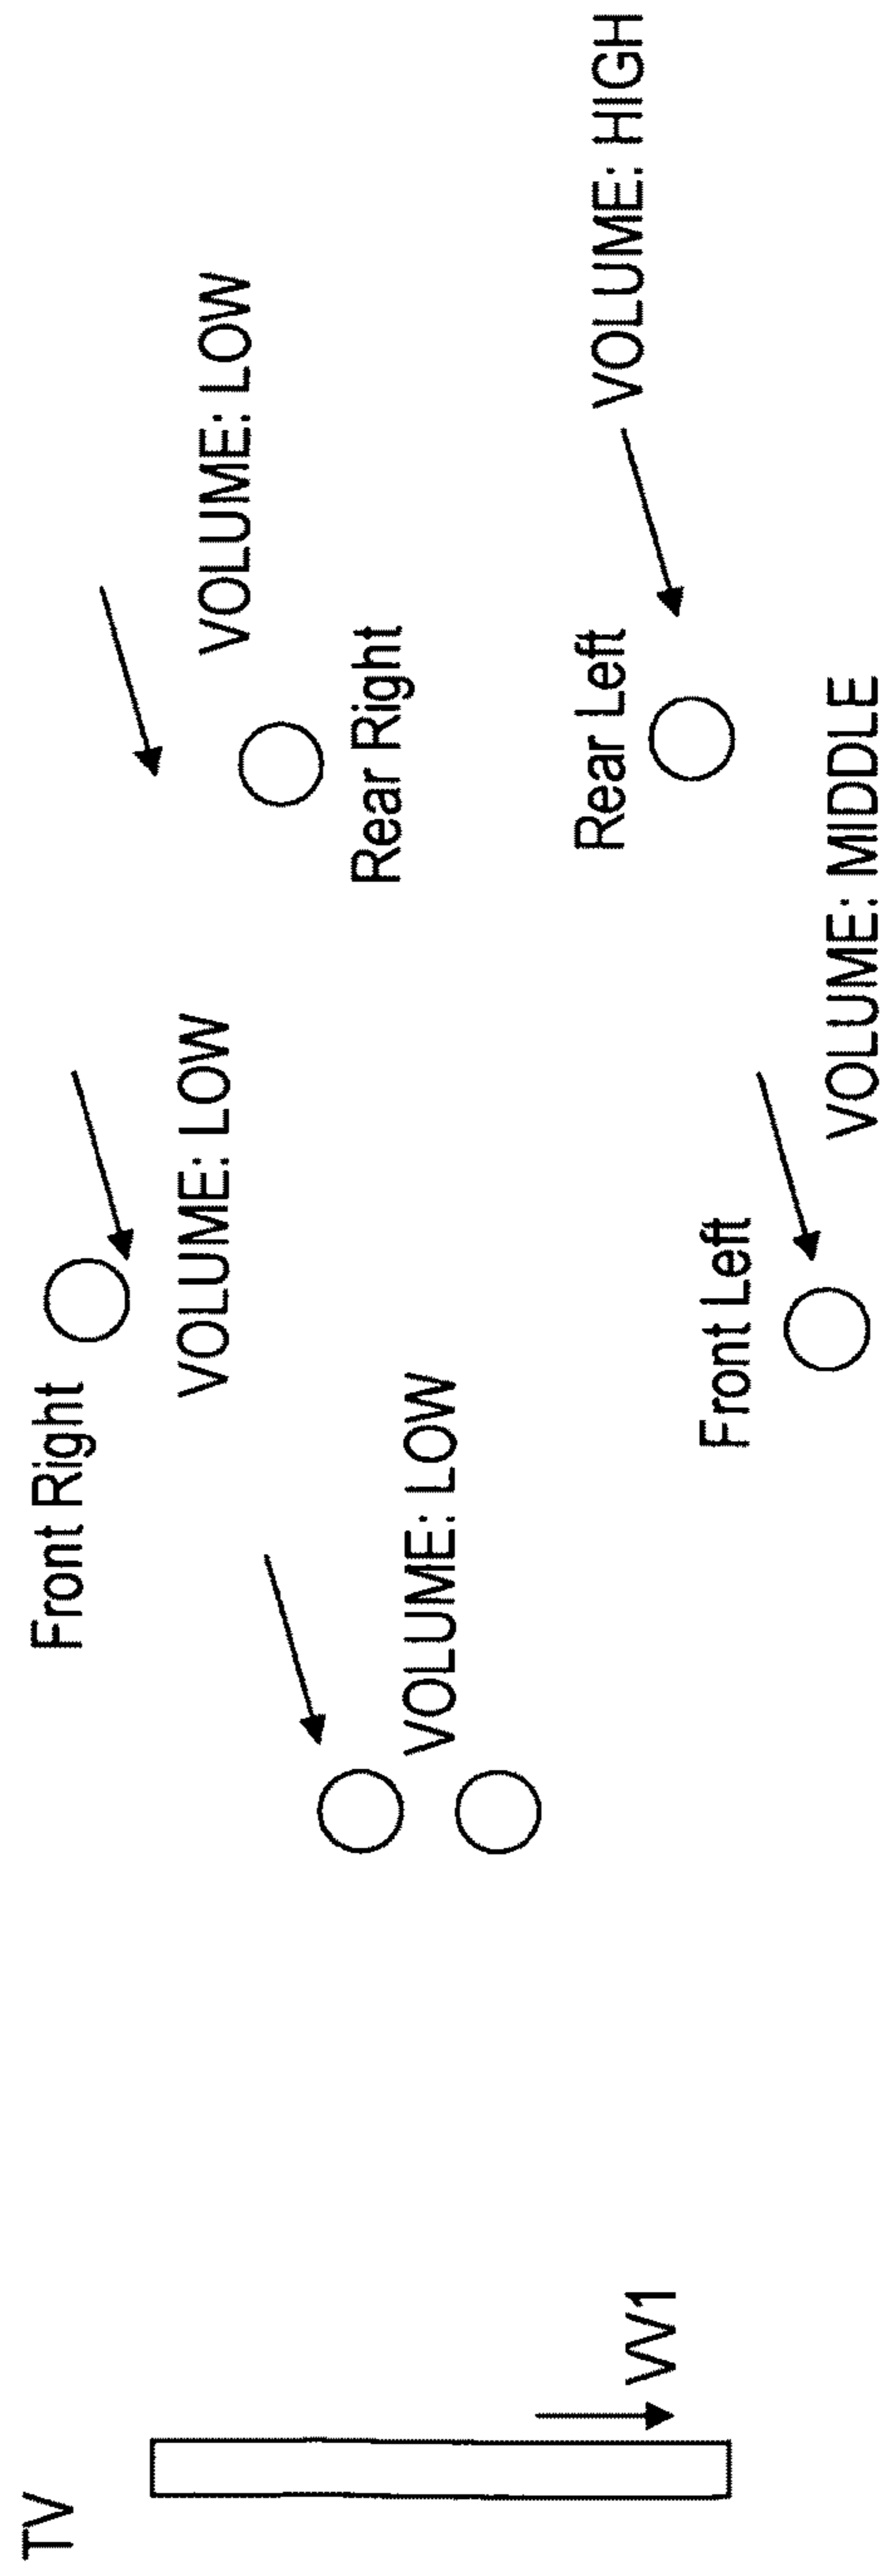 TV
Front Right
VOLUME: LOW
VOLUME: LOW
Rear Right
VOLUME: LOW
Rear Left
VOLUME: HIGH
VV1
Front Left
VOLUME: MIDDLE